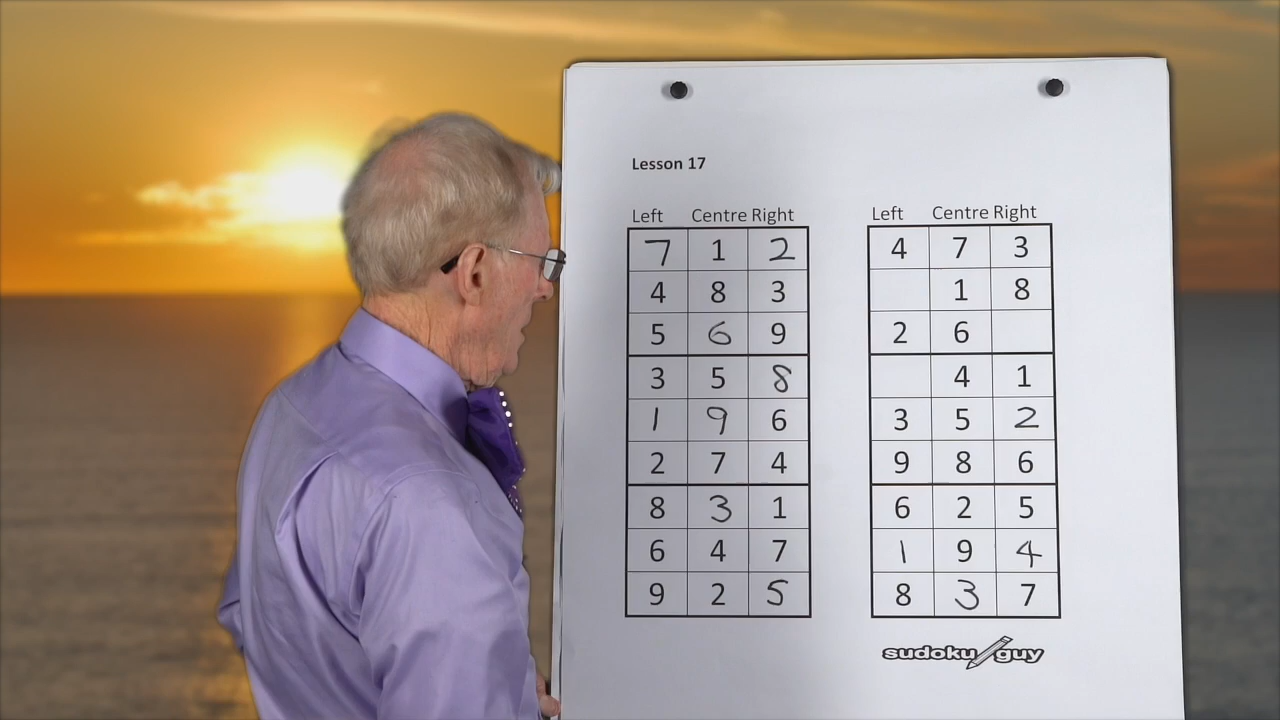 Lesson 17
Left Centre Right
7 1 2
4 8 3
5 6 9
3 5 8
1 9 6
2 7 4
8 3 1
6 4 7
9 2 5
Left Centre Right
4 7 3
1 8
2 6
4 1
3 5 2
9 8 6
6 2 5
1 9 4
8 3 7
sudoku guy